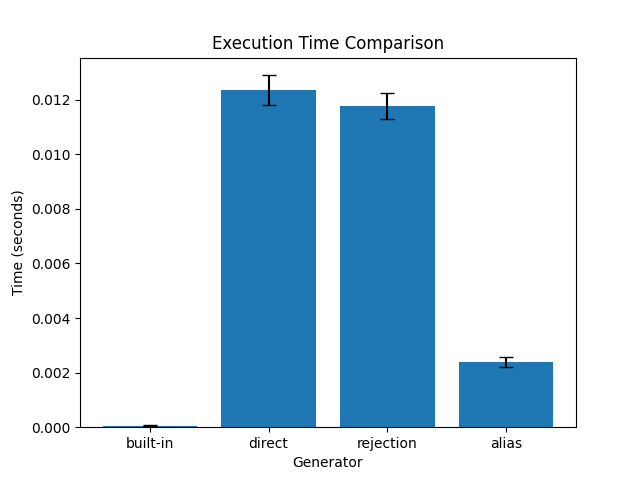 Execution Time Comparison
Time (seconds)
0.012
0.010
0.008
0.006
0.004
0.002
0.000
built-in direct rejection alias
Generator